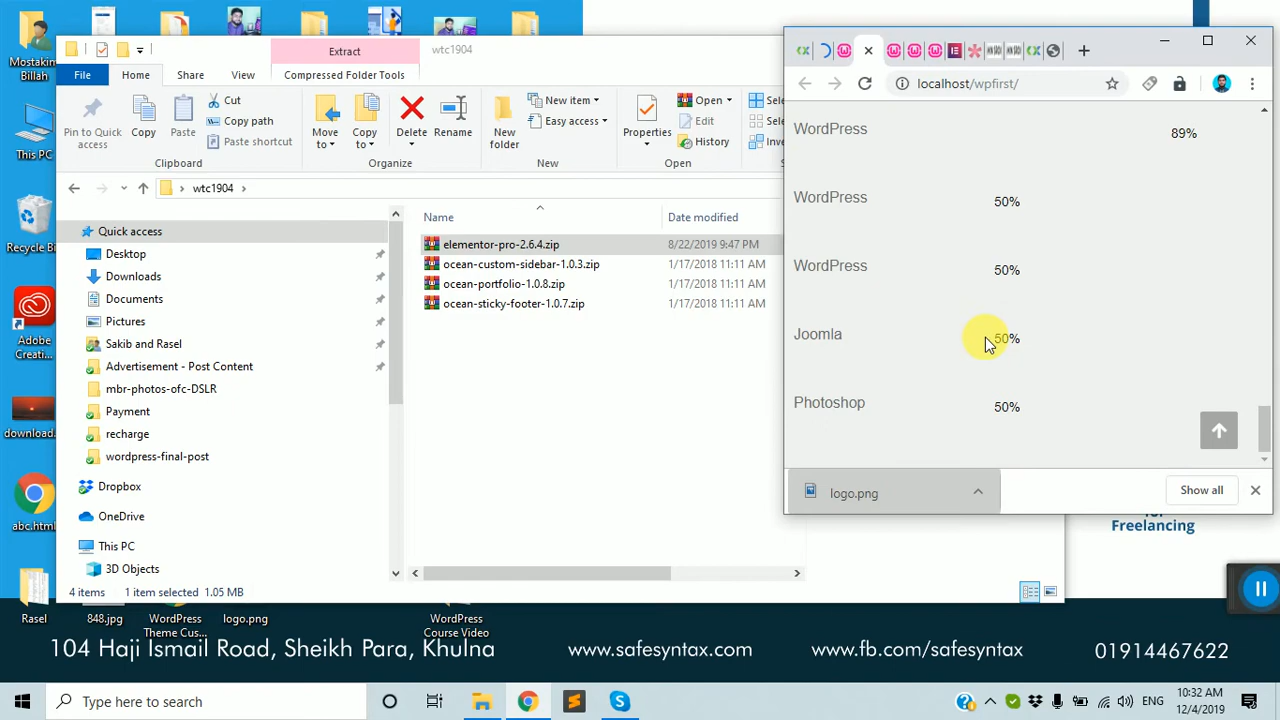 Mostakim
Billah
This PC
Recycle Bi
Adobe
Creati...
download.
abc.html
Rasel
848.jpg
WordPress
Theme Cus...
logo.png
WordPress
Course Video
Extract
wtc1904
File
Home
Share
View
Compressed Folder Tools
Pin to Quick
access
Copy
Paste
Cut
Copy path
Paste shortcut
Clipboard
Move
to
Copy
to
Delete
Rename
Organize
New
folder
New item
Easy access
New
Properties
Open
Edit
History
Open
Sele
Sele
Inve
wtc1904
Quick access
Desktop
Downloads
Documents
Pictures
Sakib and Rasel
Advertisement - Post Content
mbr-photos-ofc-DSLR
Payment
recharge
wordpress-final-post
Dropbox
OneDrive
This PC
3D Objects
Name
Date modified
elementor-pro-2.6.4.zip 8/22/2019 9:47 PM
ocean-custom-sidebar-1.0.3.zip 1/17/2018 11:11 AM
ocean-portfolio-1.0.8.zip 1/17/2018 11:11 AM
ocean-sticky-footer-1.0.7.zip 1/17/2018 11:11 AM
4 items 1 item selected 1.05 MB
localhost/wpfirst/
WordPress 89%
WordPress 50%
WordPress 50%
Joomla 50%
Photoshop 50%
logo.png
Show all
Freelancing
104 Haji Ismail Road, Sheikh Para, Khulna www.safesyntax.com www.fb.com/safesyntax 01914467622
Type here to search
ENG
10:32 AM
12/4/2019